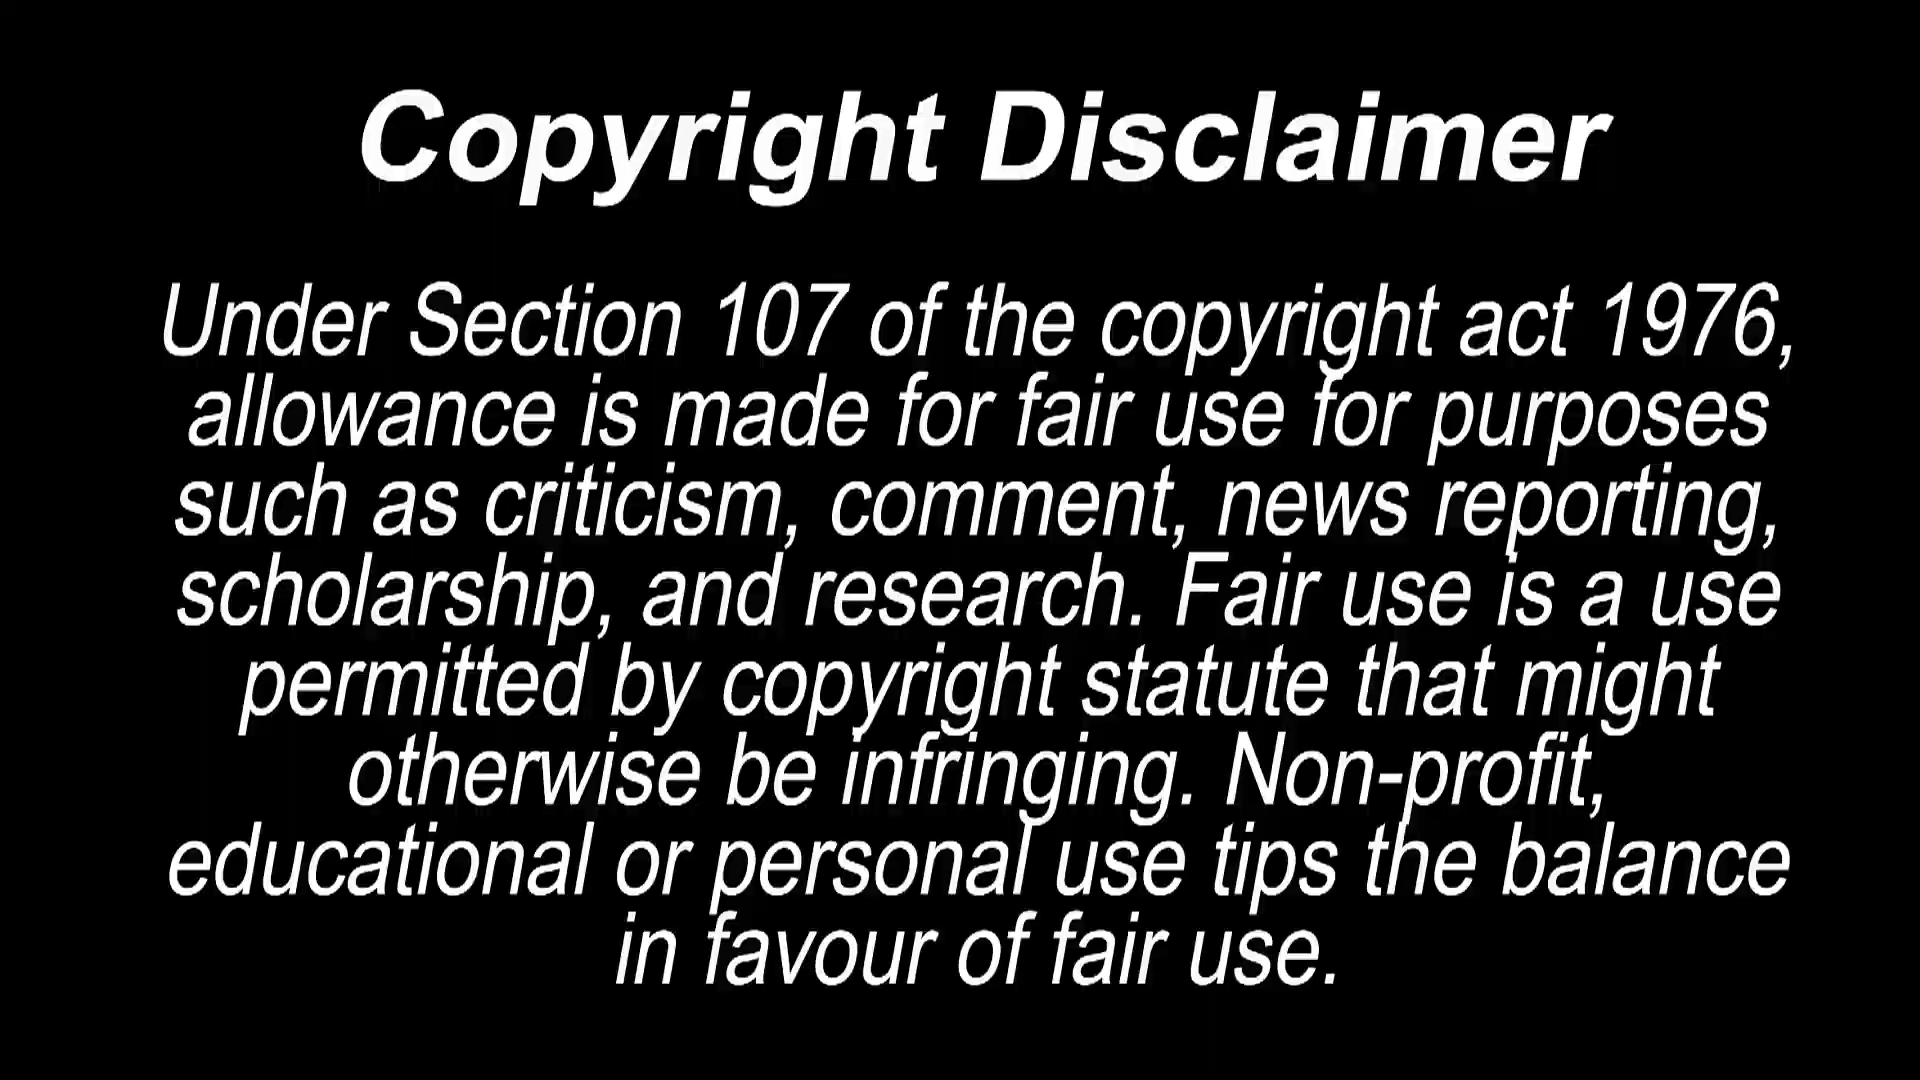 Copyright Disclaimer
Under Section 107 of the copyright act 1976,
allowance is made for fair use for purposes
such as criticism, comment, news reporting,
scholarship, and research. Fair use is a use
permitted by copyright statute that might
otherwise be infringing. Non-profit,
educational or personal use tips the balance
in favour of fair use.